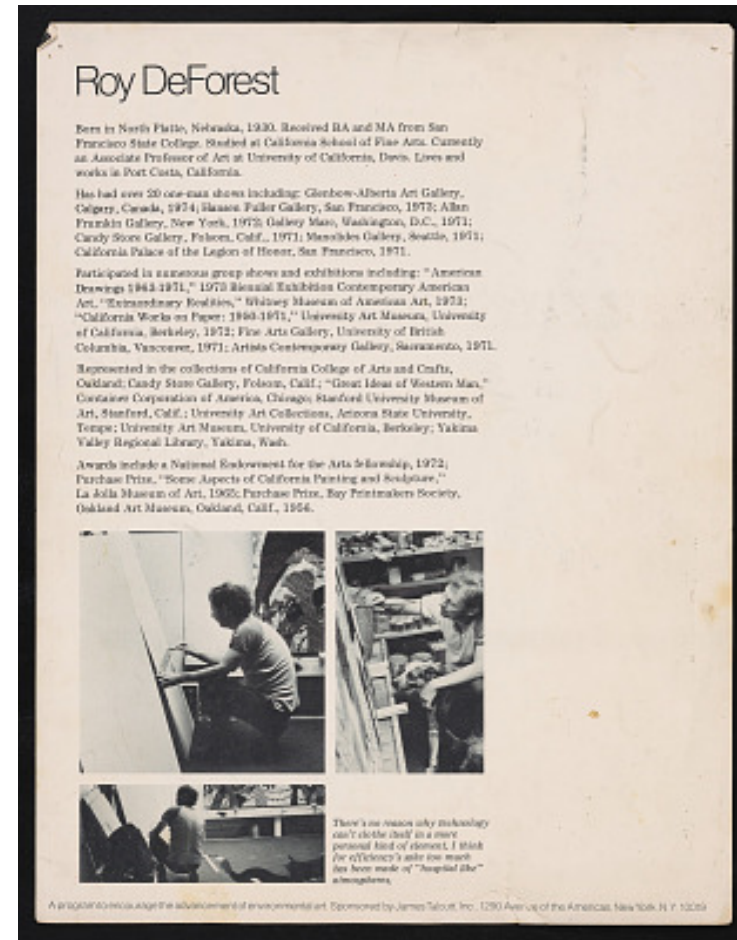 Roy DeForest
Born in North Platte, Nebraska, 1930. Received BA and MA from San
Francisco State College. Studied at California School of Fine Arts. Currently
an Associate Professor of Art at University of California, Davis. Lives and
works in Port Costa, California.
Has had over 20 one-man shows including: Glenbow-Alberta Art Gallery,
Calgary, Canada, 1974; Hansen Fuller Gallery, San Francisco, 1973; Allan
Frumkin Gallery, New York, 1972; Gallery Marc, Washington, D.C., 1971;
Candy Store Gallery, Folsom, Calif., 1971; Manolides Gallery, Seattle, 1971;
California Palace of the Legion of Honor, San Francisco, 1971.
Participated in numerous group shows and exhibitions including: "American
Drawings 1963-1971," 1973 Biennial Exhibition Contemporary American
Art, "Extraordinary Realities," Whitney Museum of American Art, 1973;
"California Works on Paper: 1950-1971," University Art Museum, University
of California, Berkeley, 1972; Fine Arts Gallery, University of British
Columbia, Vancouver, 1971; Artists Contemporary Gallery, Sacramento, 1971.
Represented in the collections of California College of Arts and Crafts,
Oakland; Candy Store Gallery, Folsom, Calif.; "Great Ideas of Western Man,"
Container Corporation of America, Chicago; Stanford University Museum of
Art, Stanford, Calif.; University Art Collections, Arizona State University,
Tempe; University Art Museum, University of California, Berkeley; Yakima
Valley Regional Library, Yakima, Wash.
Awards include a National Endowment for the Arts fellowship, 1972;
Purchase Prize, "Some Aspects of California Painting and Sculpture,"
La Jolla Museum of Art, 1965; Purchase Prize, Bay Printmakers Society,
Oakland Art Museum, Oakland, Calif., 1956.
There's no reason why technology
can't clothe itself in a more
personal kind of element. I think
for efficiency's sake too much
has been made of "hospital like"
atmospheres.
A program to encourage the advancement of environmental art. Sponsored by James Talcott, Inc., 1290 Avenue of the Americas, New York, N.Y. 10019